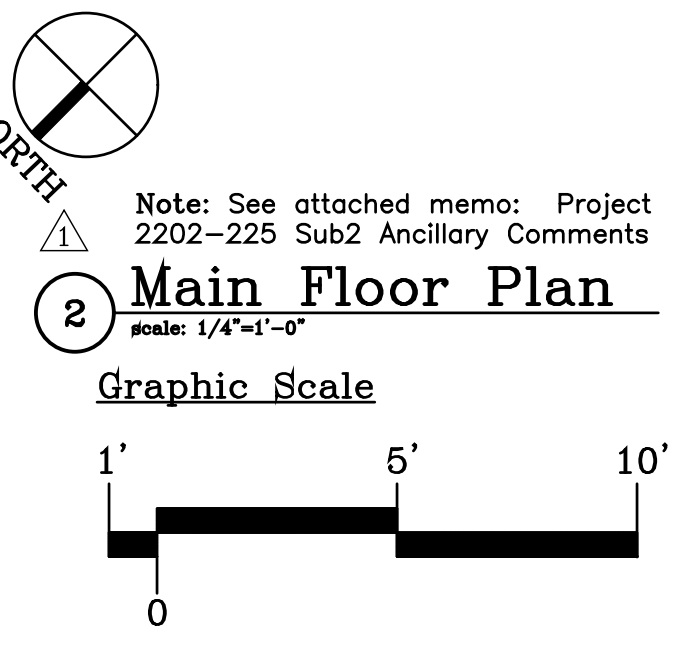 Note: See attached memo: Project
1
2202-225 Sub2 Ancillary Comments
2
Main Floor Plan
scale: 1/4"=1'-0"
Graphic Scale
1' 5' 10'
0